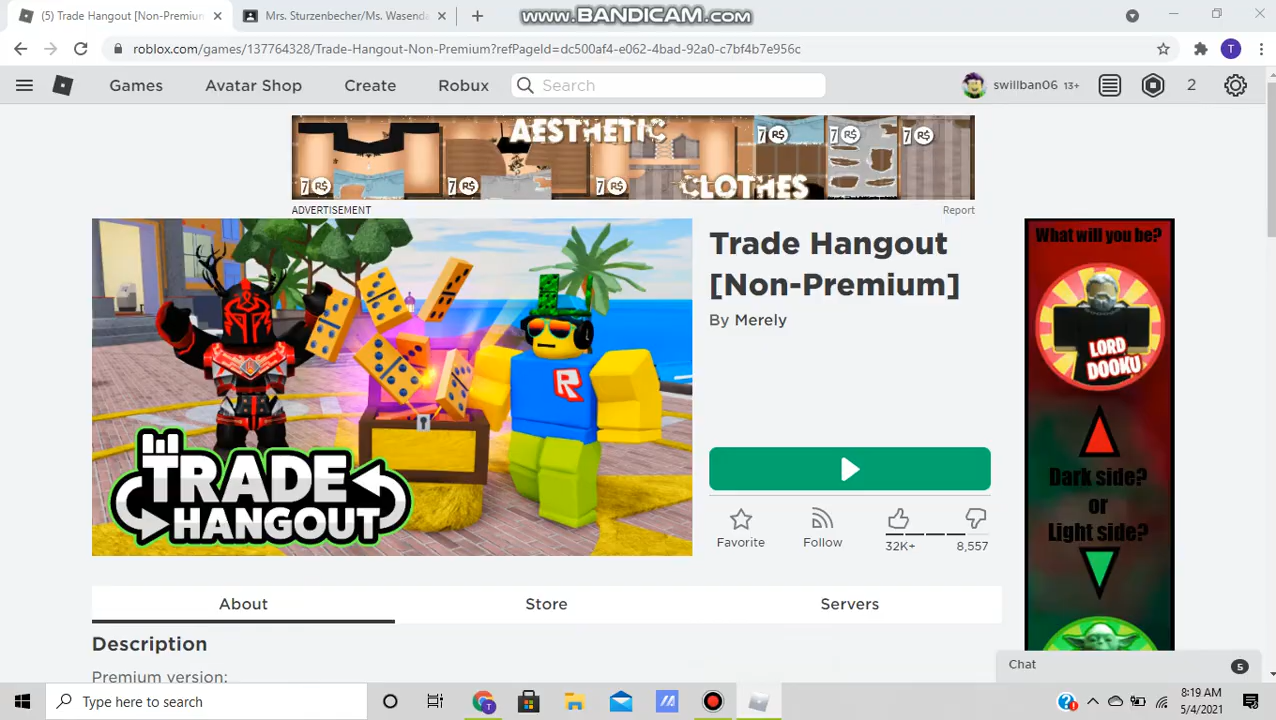 (5) Trade Hangout [Non-Premium
Mrs. Sturzenbecher/Ms. Wasenda
www.BANDICAM.com
roblox.com/games/137764328/Trade-Hangout-Non-Premium?refPageId=dc500af4-e062-4bad-92a0-c7bf4b7e956c
T
Games
Avatar Shop
Create
Robux
Search
swillban06 13+
2
AESTHETIC
7 R$
7 R$
7 R$
7 R$
7 R$
7 R$
CLOTHES
ADVERTISEMENT
Report
R
TRADE
HANGOUT
Trade Hangout
[Non-Premium]
By Merely
Favorite
Follow
32K+
8,557
What will you be?
LORD
DOOKU
Dark side?
or
Light side?
About
Store
Servers
Description
Premium version:
Chat
5
Type here to search
T
8:19 AM
5/4/2021